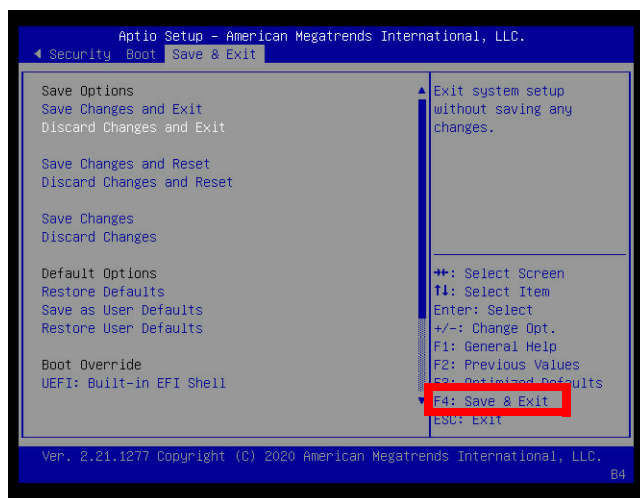 Aptio Setup – American Megatrends International, LLC.
Security Boot Save & Exit
Save Options
Save Changes and Exit
Discard Changes and Exit
Save Changes and Reset
Discard Changes and Reset
Save Changes
Discard Changes
Default Options
Restore Defaults
Save as User Defaults
Restore User Defaults
Boot Override
UEFI: Built-in EFI Shell
Exit system setup
without saving any
changes.
→←: Select Screen
↑↓: Select Item
Enter: Select
+/-: Change Opt.
F1: General Help
F2: Previous Values
F3: Optimized Defaults
F4: Save & Exit
ESC: Exit
Ver. 2.21.1277 Copyright (C) 2020 American Megatrends International, LLC.
B4